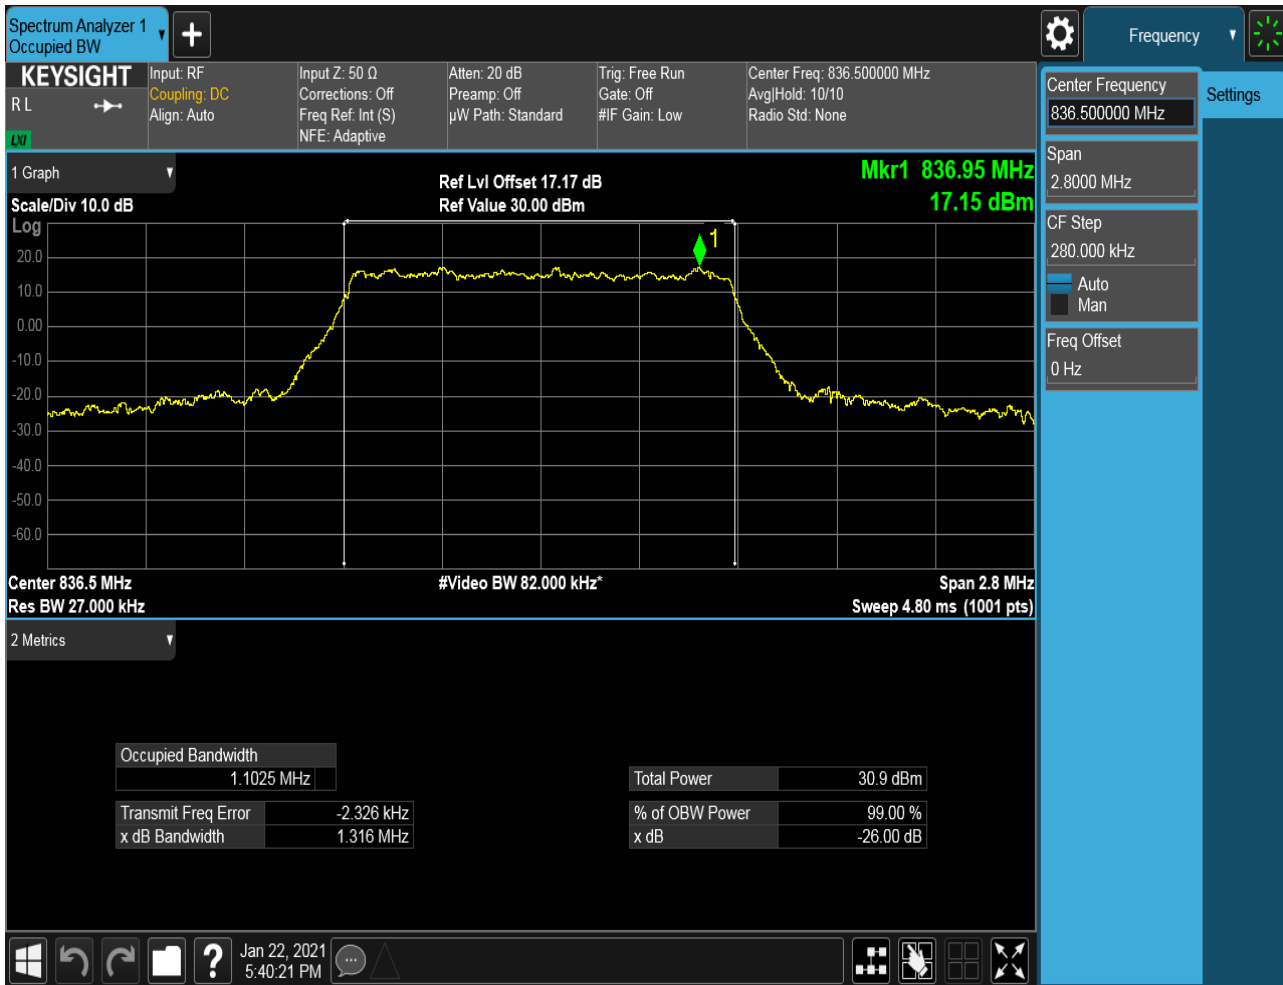 Spectrum Analyzer 1
Occupied BW
Frequency
KEYSIGHT
R L
LXI
Input: RF
Coupling: DC
Align: Auto
Input Z: 50 Ω
Corrections: Off
Freq Ref: Int (S)
NFE: Adaptive
Atten: 20 dB
Preamp: Off
µW Path: Standard
Trig: Free Run
Gate: Off
#IF Gain: Low
Center Freq: 836.500000 MHz
Avg|Hold: 10/10
Radio Std: None
Center Frequency
836.500000 MHz
Settings
Span
2.8000 MHz
CF Step
280.000 kHz
Auto
Man
Freq Offset
0 Hz
1 Graph
Scale/Div 10.0 dB
Log
Ref Lvl Offset 17.17 dB
Ref Value 30.00 dBm
Mkr1 836.95 MHz
17.15 dBm
1
20.0
10.0
0.00
-10.0
-20.0
-30.0
-40.0
-50.0
-60.0
Center 836.5 MHz
#Video BW 82.000 kHz*
Span 2.8 MHz
Res BW 27.000 kHz
Sweep 4.80 ms (1001 pts)
2 Metrics
Occupied Bandwidth
1.1025 MHz
Total Power 30.9 dBm
Transmit Freq Error -2.326 kHz
% of OBW Power 99.00 %
x dB Bandwidth 1.316 MHz
x dB -26.00 dB
?
Jan 22, 2021
5:40:21 PM